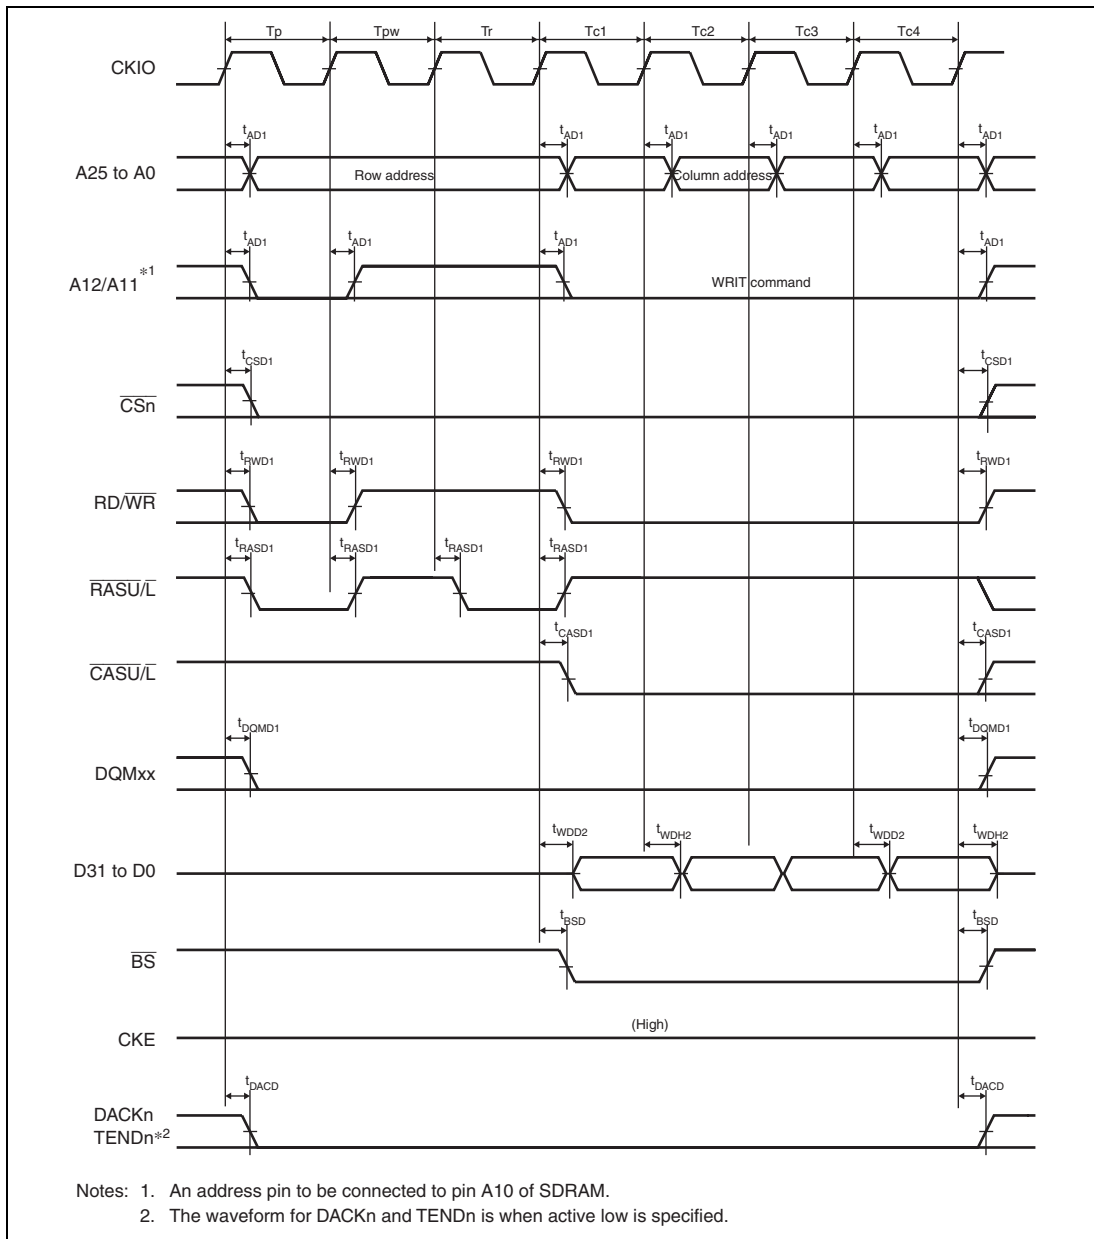 Tp Tpw Tr Tc1 Tc2 Tc3 Tc4
CKIO
tAD1 tAD1 tAD1 tAD1 tAD1 tAD1
A25 to A0 Row address Column address
tAD1 tAD1 tAD1 tAD1
A12/A11*1 WRIT command
tCSD1 tCSD1
CSn
tRWD1 tRWD1 tRWD1 tRWD1
RD/WR
tRASD1 tRASD1 tRASD1 tRASD1
RASU/L
tCASD1 tCASD1
CASU/L
tDQMD1 tDQMD1
DQMxx
tWDD2 tWDH2 tWDD2 tWDH2
D31 to D0
tBSD tBSD
BS
(High)
CKE
tDACD tDACD
DACKn
TENDn*2
Notes: 1. An address pin to be connected to pin A10 of SDRAM.
2. The waveform for DACKn and TENDn is when active low is specified.